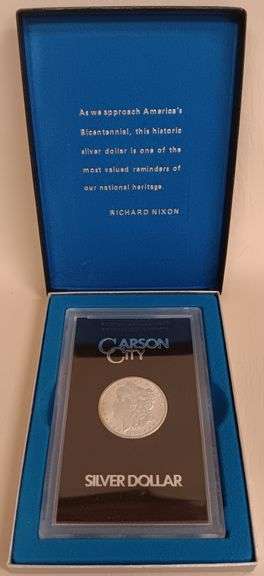 As we approach America's
Bicentennial, this historic
silver dollar is one of the
most valued reminders of
our national heritage.
RICHARD NIXON
CARSON
CITY
SILVER DOLLAR